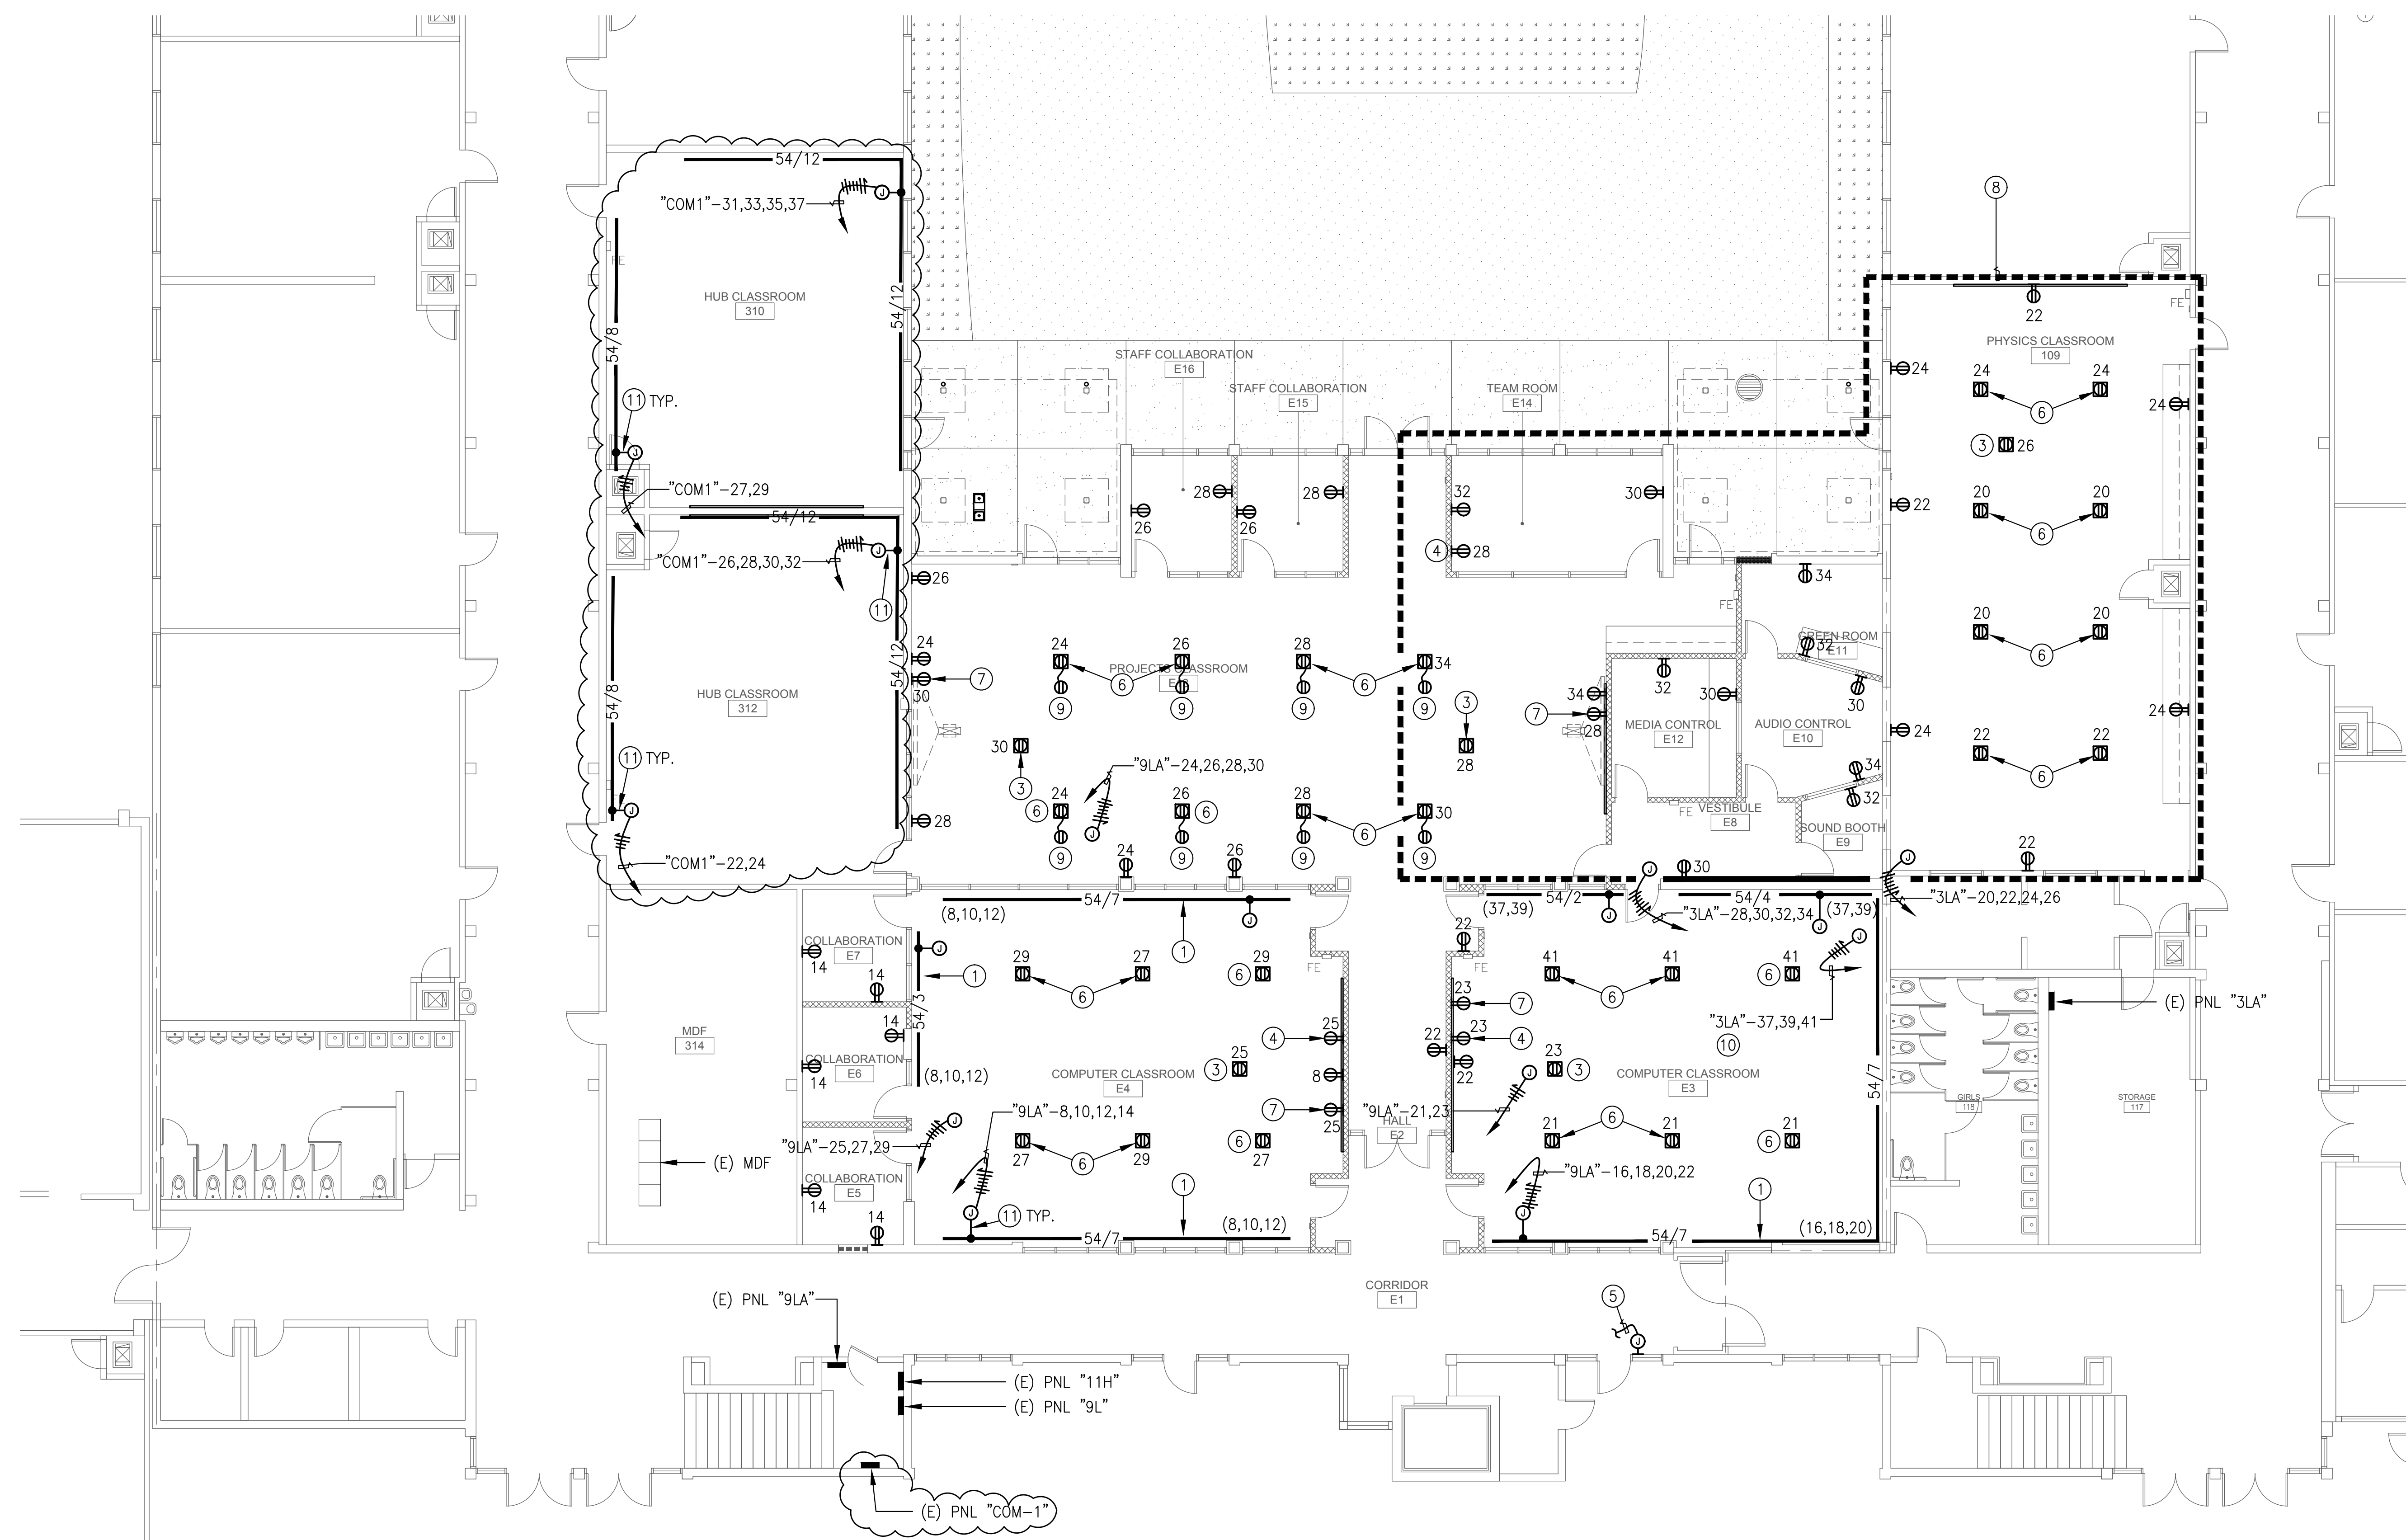 54/12
"COM1"-31,33,35,37
8
FE
HUB CLASSROOM
310
54/12
54/8
22
FE
PHYSICS CLASSROOM
109
STAFF COLLABORATION
E16
STAFF COLLABORATION
E15
TEAM ROOM
E14
24
24
24
6
24
11 TYP.
3
26
"COM1"-27,29
28
28
32
30
26
26
22
20
20
6
54/12
"COM1"-26,28,30,32
4
28
11
26
34
FE
20
20
6
GREEN ROOM
E11
32
24
24
26
28
34
PROJECTS CLASSROOM
6
6
7
30
54/12
54/8
HUB CLASSROOM
312
9
9
9
9
32
30
30
34
7
28
3
24
24
MEDIA CONTROL
E12
AUDIO CONTROL
E10
30
3
28
22
22
6
11 TYP.
"9LA"-24,26,28,30
34
32
24
26
28
30
6
6
6
VESTIBULE
E8
FE
SOUND BOOTH
E9
28
9
9
9
9
24
26
30
22
"COM1"-22,24
54/7
(8,10,12)
54/2
54/4
(37,39)
(37,39)
"3LA"-28,30,32,34
"3LA"-20,22,24,26
1
22
COLLABORATION
E7
14
14
1
54/3
FE
FE
29
27
29
6
6
41
41
41
6
6
23
7
(E) PNL "3LA"
MDF
314
14
25
4
22
23
4
22
"3LA"-37,39,41
10
COLLABORATION
E6
14
(8,10,12)
COMPUTER CLASSROOM
E4
3
25
8
23
3
COMPUTER CLASSROOM
E3
54/7
GIRLS
118
STORAGE
117
"9LA"-8,10,12,14
7
25
"9LA"-21,23
HALL
E2
"9LA"-25,27,29
(E) MDF
27
29
27
6
6
21
21
21
6
6
COLLABORATION
E5
14
14
"9LA"-16,18,20,22
11 TYP.
1
(8,10,12)
54/7
1
(16,18,20)
54/7
CORRIDOR
E1
(E) PNL "9LA"
5
(E) PNL "11H"
(E) PNL "9L"
(E) PNL "COM-1"